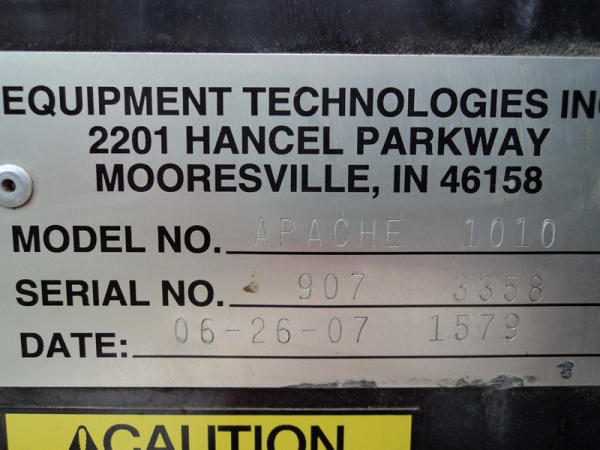 EQUIPMENT TECHNOLOGIES INC
2201 HANCEL PARKWAY
MOORESVILLE, IN 46158
MODEL NO. APACHE 1010
SERIAL NO. 907 3358
DATE: 06-26-07 1579
CAUTION